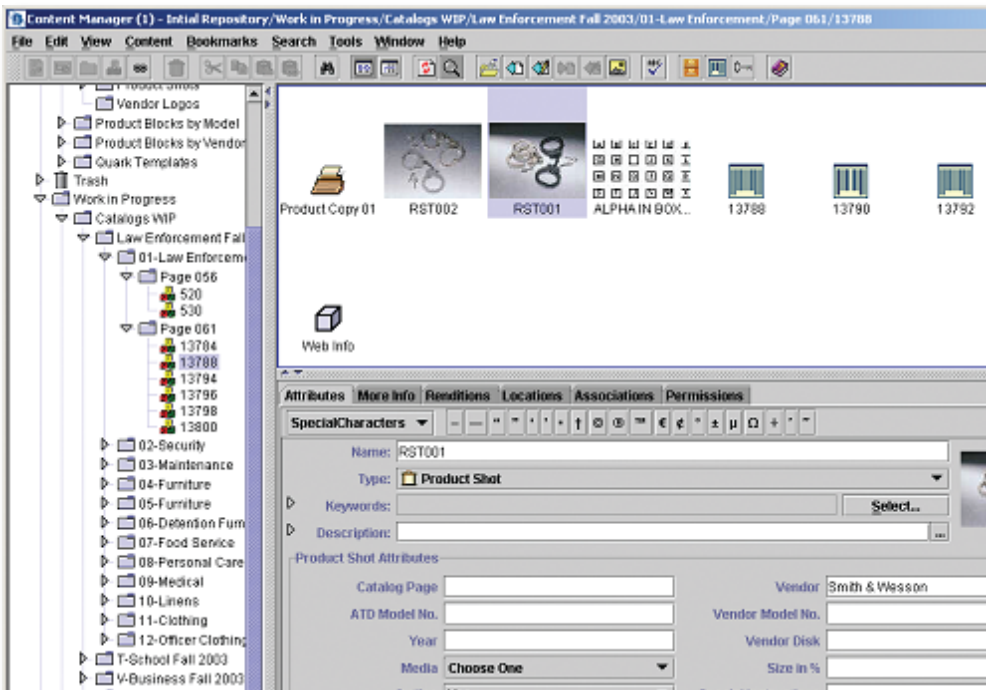 Content Manager (1) - Intial Repository/Work in Progress/Catalogs WIP/Law Enforcement Fall 2003/01-Law Enforcement/Page 061/13788
File Edit View Content Bookmarks Search Tools Window Help
Product Shots
Vendor Logos
Product Blocks by Model
Product Blocks by Vendor
Quark Templates
Trash
Work in Progress
Catalogs WIP
Law Enforcement Fall
01-Law Enforcem
Page 056
520
530
Page 061
13784
13788
13794
13796
13798
13800
02-Security
03-Maintenance
04-Furniture
05-Furniture
06-Detention Furn
07-Food Service
08-Personal Care
09-Medical
10-Linens
11-Clothing
12-Officer Clothing
T-School Fall 2003
V-Business Fall 2003
Product Copy 01
RST002
RST001
ALPHA IN BOX...
13788
13790
13792
Web Info
Attributes More Info Renditions Locations Associations Permissions
SpecialCharacters
Name: RST001
Type: Product Shot
Keywords: Select...
Description: ...
Product Shot Attributes
Catalog Page
Vendor Smith & Wesson
ATD Model No.
Vendor Model No.
Year
Vendor Disk
Media Choose One
Size in %